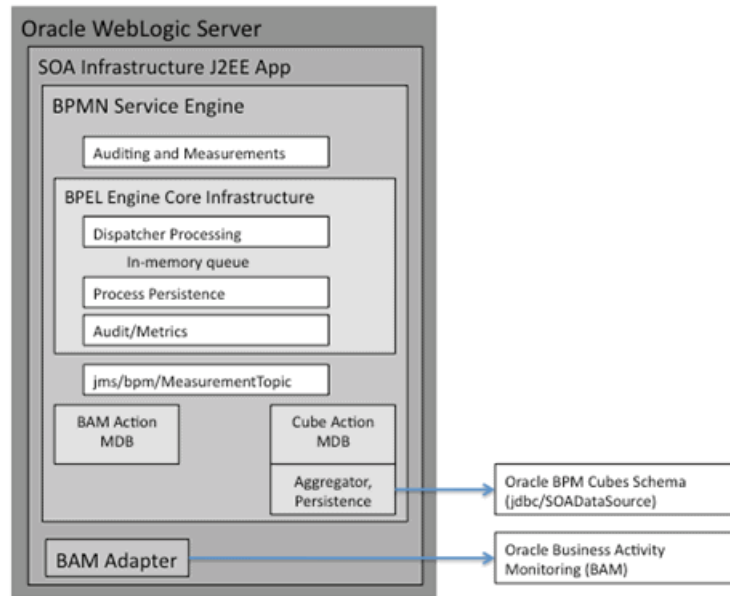 Oracle WebLogic Server
SOA Infrastructure J2EE App
BPMN Service Engine
Auditing and Measurements
BPEL Engine Core Infrastructure
Dispatcher Processing
In-memory queue
Process Persistence
Audit/Metrics
jms/bpm/MeasurementTopic
BAM Action
MDB
Cube Action
MDB
Aggregator,
Persistence
Oracle BPM Cubes Schema
(jdbc/SOADataSource)
BAM Adapter
Oracle Business Activity
Monitoring (BAM)